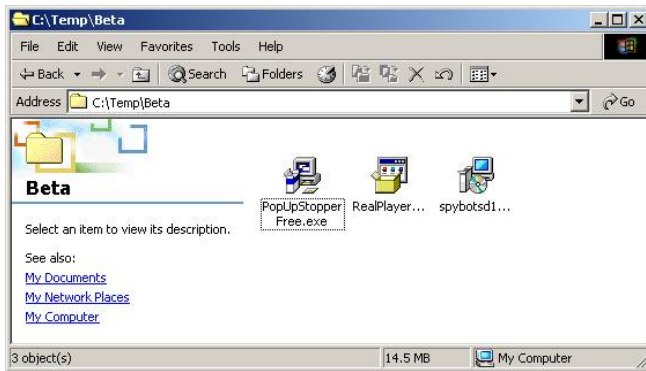 C:\Temp\Beta
File Edit View Favorites Tools Help
Back Search Folders
Address C:\Temp\Beta Go
Beta
Select an item to view its description.
See also:
My Documents
My Network Places
My Computer
PopUpStopper RealPlayer... spybotsd1...
Free.exe
3 object(s) 14.5 MB My Computer